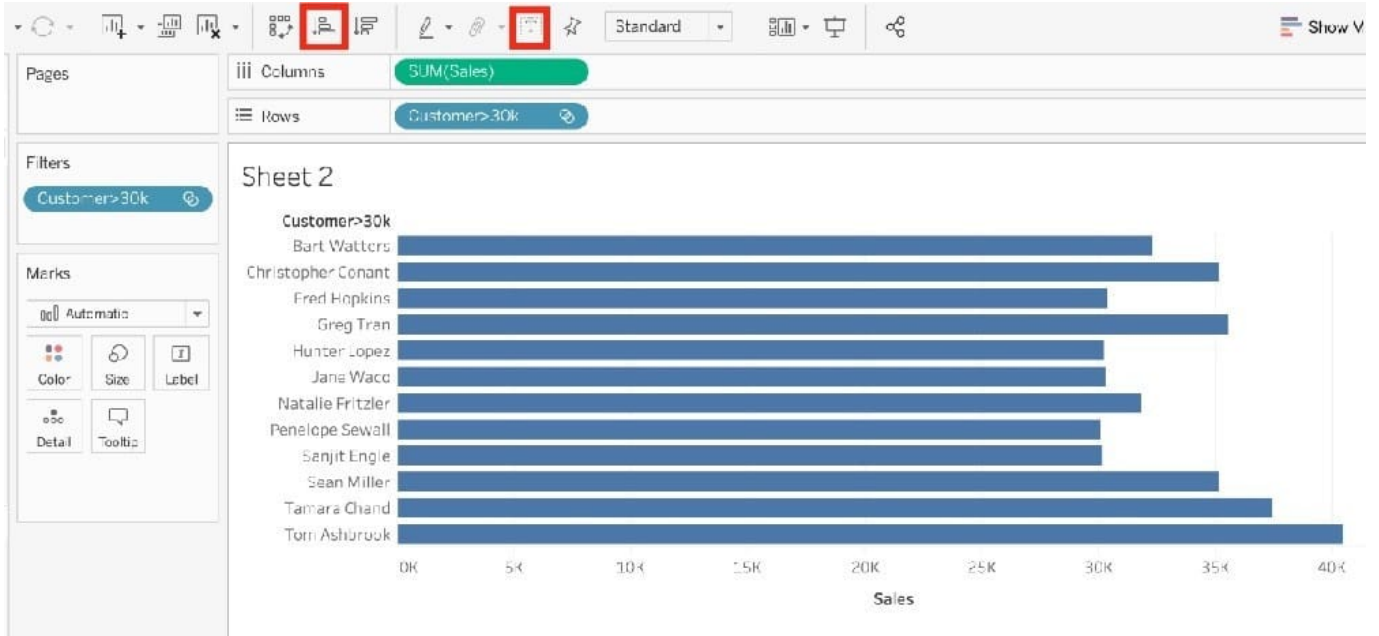 Standard
Show M
Pages
Columns
SUM(Sales)
Rows
Customer>30k
Filters
Customer>30k
Marks
Automatic
Color
Size
Label
Detail
Tooltip
Sheet 2
Customer>30k
Bart Watters
Christopher Conant
Fred Hopkins
Greg Tran
Hunter Lopez
Jane Waco
Natalie Fritzler
Penelope Sewall
Sanjit Engle
Sean Miller
Tamara Chand
Tom Ashbrook
0K 5K 10K 15K 20K 25K 30K 35K 40K
Sales